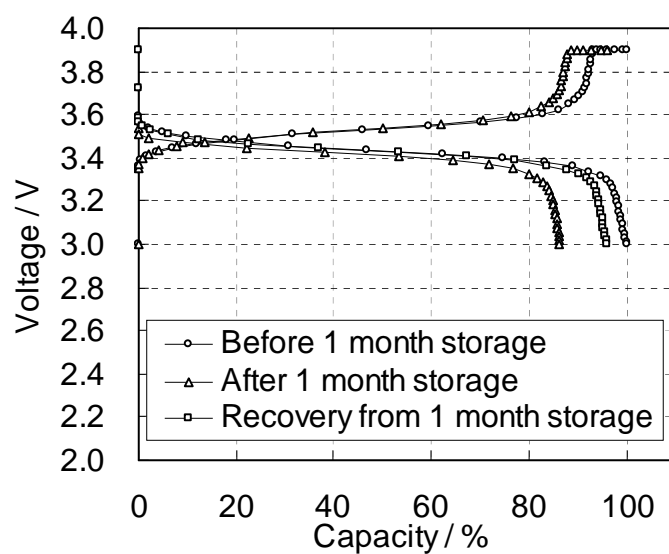 Voltage / V
4.0
3.8
3.6
3.4
3.2
3.0
2.8
2.6
2.4
2.2
2.0
Before 1 month storage
After 1 month storage
Recovery from 1 month storage
0 20 40 60 80 100
Capacity / %